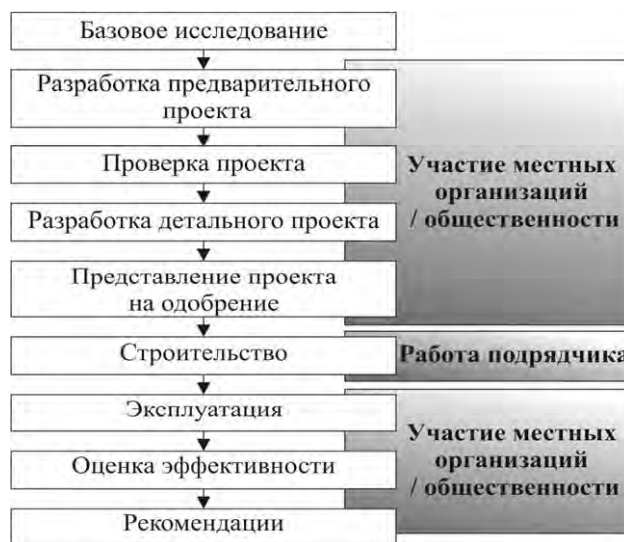 Базовое исследование
Разработка предварительного
проекта
Проверка проекта
Разработка детального проекта
Представление проекта
на одобрение
Участие местных
организаций
/ общественности
Строительство
Работа подрядчика
Эксплуатация
Оценка эффективности
Рекомендации
Участие местных
организаций
/ общественности